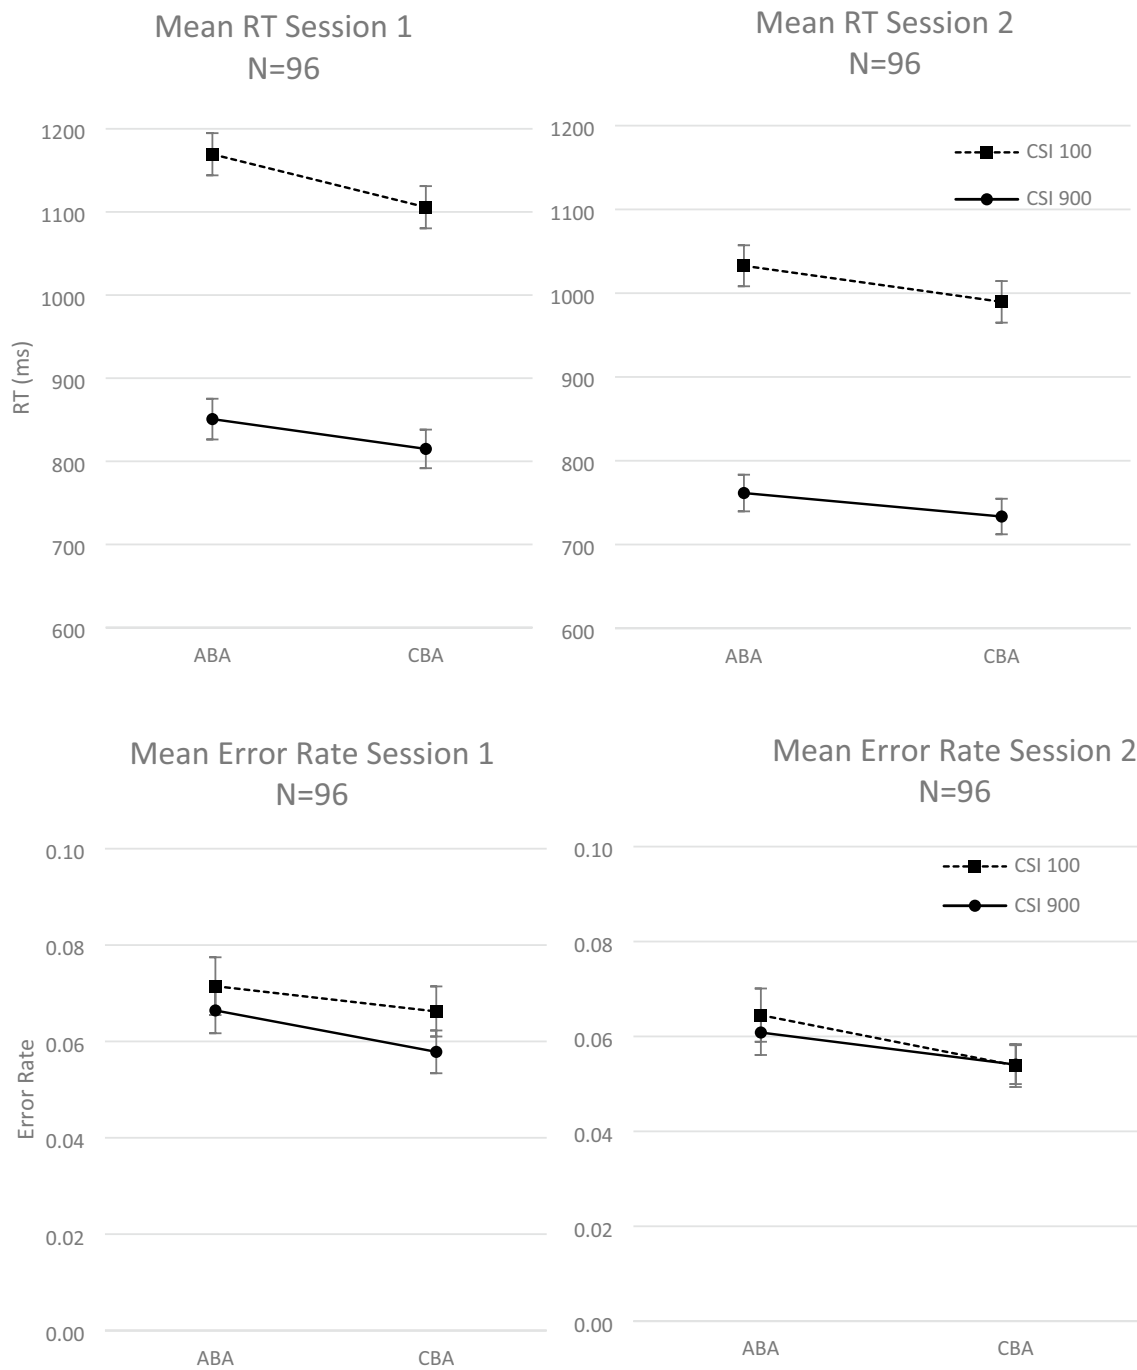 Mean RT Session 1
N=96
1200
1100
1000
900
800
700
600
RT (ms)
ABA
CBA
Mean RT Session 2
N=96
1200
1100
1000
900
800
700
600
CSI 100
CSI 900
ABA
CBA
Mean Error Rate Session 1
N=96
0.10
0.08
0.06
0.04
0.02
0.00
Error Rate
ABA
CBA
Mean Error Rate Session 2
N=96
0.10
0.08
0.06
0.04
0.02
0.00
CSI 100
CSI 900
ABA
CBA